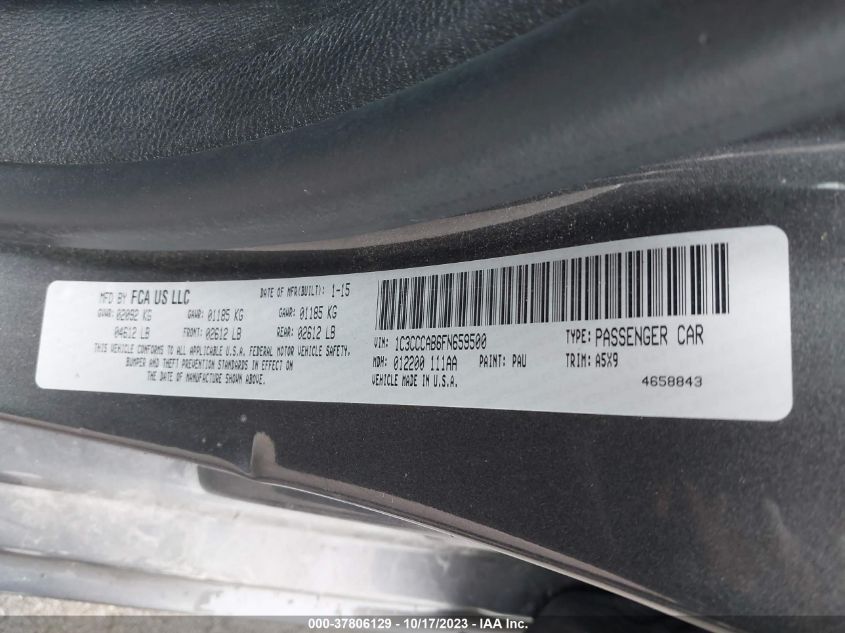 MFD BY FCA US LLC DATE OF MFR(BUILT): 1-15
GVWR: 02092 KG GAWR: 01185 KG GAWR: 01185 KG
04612 LB FRONT: 02612 LB REAR: 02612 LB
THIS VEHICLE CONFORMS TO ALL U.S.A. FEDERAL MOTOR VEHICLE SAFETY,
BUMPER AND THEFT PREVENTION STANDARDS IN EFFECT ON
THE DATE OF MANUFACTURE SHOWN ABOVE.
VIN: 1C3CCCAB6FN659500 TYPE: PASSENGER CAR
MDH: 012200 111AA PAINT: PAU TRIM: A5X9
VEHICLE MADE IN U.S.A. 4658843
000-37806129 - 10/17/2023 - IAA Inc.